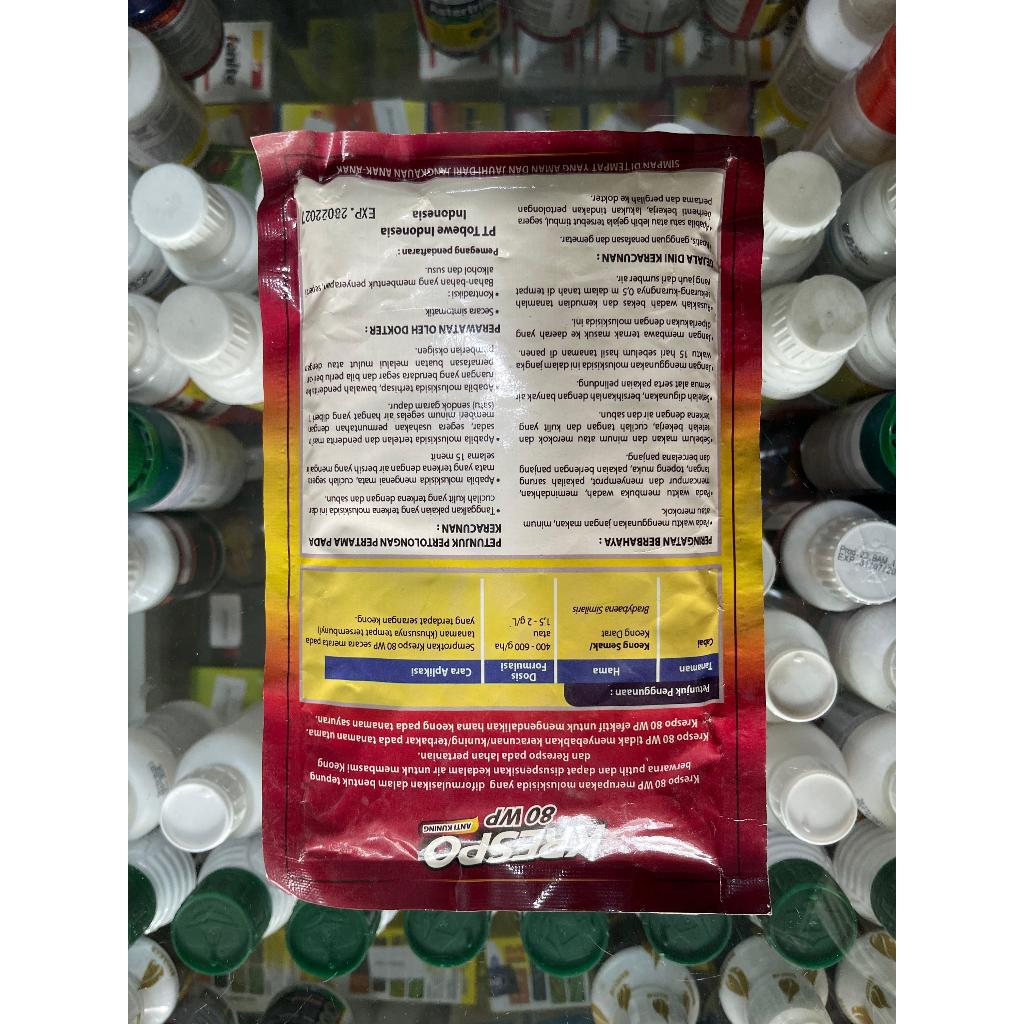 KRESPO
ANTI KUNING
80 WP
Krespo 80 WP merupakan moluskisida yang diformulasikan dalam bentuk tepung
berwarna putih dan dapat disuspensikan kedalam air untuk membasmi Keong
dan Rerespo pada lahan pertanian.
Krespo 80 WP tidak menyebabkan keracunan/kuning/terbakar pada tanaman utama.
Krespo 80 WP efektif untuk mengendalikan hama keong pada tanaman sayuran.
Petunjuk Penggunaan :
Tanaman
Hama
Dosis Formulasi
Cara Aplikasi
Cabai
Keong Semak/
Keong Darat
Bradybaena Similaris
400 - 600 g/ha
atau
1,5 - 2 g/L
Semprotkan Krespo 80 WP secara merata pada
tanaman (khususnya tempat tersembunyi)
yang terdapat serangan keong.
PERINGATAN BERBAHAYA :
•Pada waktu menggunakan jangan makan, minum,
atau merokok.
•Pada waktu membuka wadah, memindahkan,
mencampur dan menyemprot, pakailah sarung
tangan, topeng muka, pakaian berlengan panjang
dan bercelana panjang.
•Sebelum makan dan minum atau merokok dan
setelah bekerja, cucilah tangan dan kulit yang
terkena dengan air dan sabun.
•Setelah digunakan, bersihkanlah dengan banyak air
semua alat serta pakaian pelindung.
•Jangan menggunakan moluskisida ini dalam jangka
waktu 15 hari sebelum hasil tanaman di panen.
•Jangan membawa ternak masuk ke daerah yang
diperlakukan dengan moluskisida ini.
•Rusaklah wadah bekas dan kemudian tanamlah
sekurang-kurangnya 0,5 m dalam tanah di tempat
yang jauh dari sumber air.
GEJALA DINI KERACUNAN :
•Apatis, gangguan penafasan dan gemetar.
•Apabila satu satu atau lebih gejala tersebut timbul, segera
berhenti bekerja, lakukan tindakan pertolongan
pertama dan pergilah ke dokter.
PETUNJUK PERTOLONGAN PERTAMA PADA
KERACUNAN :
• Tanggalkan pakaian yang terkena moluskisida dan
cucilah kulit yang terkena dengan dan sabun.
• Apabila moluskisida mengenai mata, cucilah segera
mata yang terkena dengan air bersih yang mengalir
selama 15 menit
• Apabila moluskisida tertelan dan penderita masih
sadar, segera usahakan pemuntahan dengan
memberi minum segelas air hangat yang diberi 1
(satu) sendok garam dapur.
• Apabila moluskisida terhisap, bawalah penderita ke
ruangan yang berudara segar dan bila perlu berikan
pernafasan buatan melalui mulut atau dengan
pemberian oksigen.
PERAWATAN OLEH DOKTER :
• Secara simtomatik
• Kontradiksi :
Bahan-bahan yang membentuk penyerapan, seperti
alkohol dan susu.
Pemegang pendaftaran :
PT Tobewe Indonesia
Indonesia
EXP. 28022027
SIMPAN DI TEMPAT YANG AMAN DAN JAUH DARI JANGKAUAN ANAK-ANAK